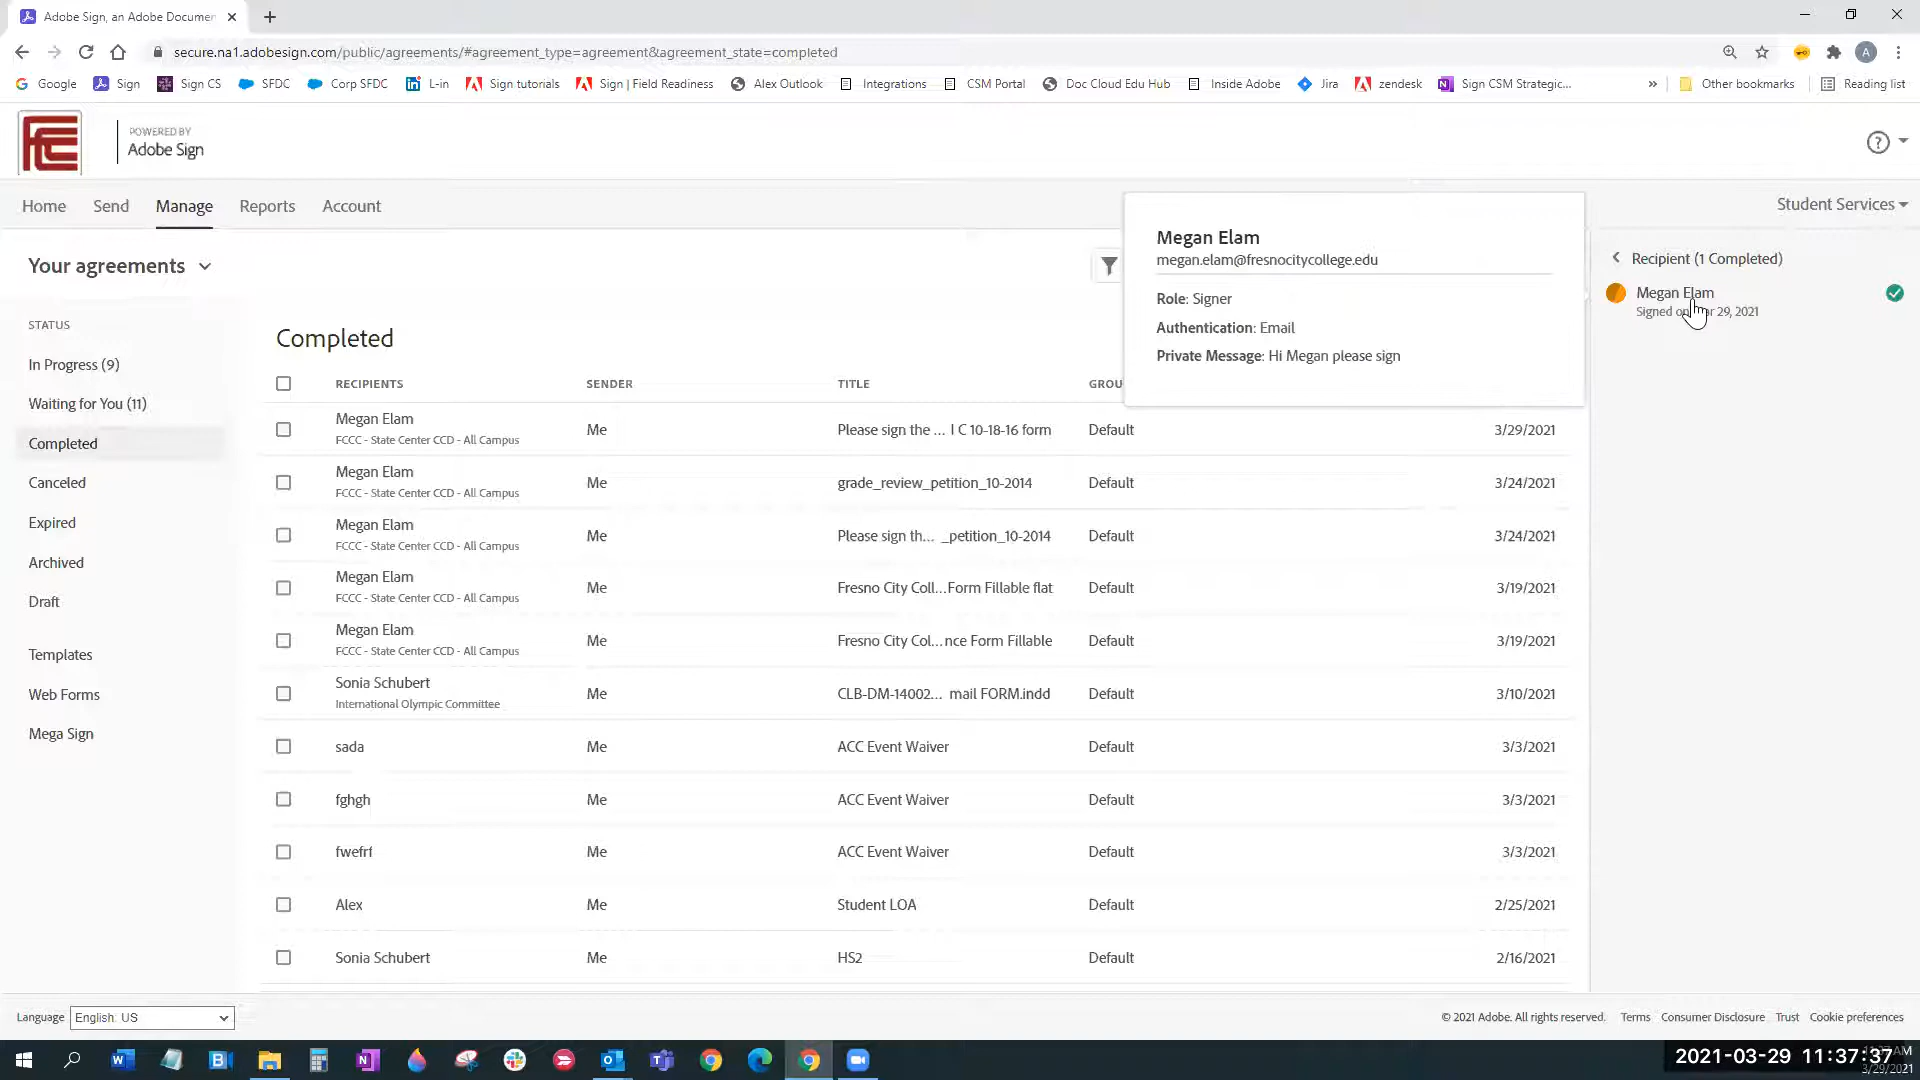 Adobe Sign, an Adobe Documen
secure.na1.adobesign.com/public/agreements/#agreement_type=agreement&agreement_state=completed
A
Google
Sign
Sign CS
SFDC
Corp SFDC
L-in
Sign tutorials
Sign | Field Readiness
Alex Outlook
Integrations
CSM Portal
Doc Cloud Edu Hub
Inside Adobe
Jira
zendesk
Sign CSM Strategic...
»
Other bookmarks
Reading list
POWERED BY
Adobe Sign
Home
Send
Manage
Reports
Account
Student Services
Your agreements
Megan Elam
megan.elam@fresnocitycollege.edu
Role: Signer
Authentication: Email
Private Message: Hi Megan please sign
Recipient (1 Completed)
Megan Elam
Signed on 29, 2021
STATUS
In Progress (9)
Waiting for You (11)
Completed
Canceled
Expired
Archived
Draft
Templates
Web Forms
Mega Sign
Completed
RECIPIENTS SENDER TITLE GROU
Megan Elam
FCCC - State Center CCD - All Campus
Me
Please sign the ... I C 10-18-16 form
Default
3/29/2021
Megan Elam
FCCC - State Center CCD - All Campus
Me
grade_review_petition_10-2014
Default
3/24/2021
Megan Elam
FCCC - State Center CCD - All Campus
Me
Please sign th... _petition_10-2014
Default
3/24/2021
Megan Elam
FCCC - State Center CCD - All Campus
Me
Fresno City Coll...Form Fillable flat
Default
3/19/2021
Megan Elam
FCCC - State Center CCD - All Campus
Me
Fresno City Col...nce Form Fillable
Default
3/19/2021
Sonia Schubert
International Olympic Committee
Me
CLB-DM-14002... mail FORM.indd
Default
3/10/2021
sada
Me
ACC Event Waiver
Default
3/3/2021
fghgh
Me
ACC Event Waiver
Default
3/3/2021
fwefrf
Me
ACC Event Waiver
Default
3/3/2021
Alex
Me
Student LOA
Default
2/25/2021
Sonia Schubert
Me
HS2
Default
2/16/2021
Language
English: US
© 2021 Adobe. All rights reserved.
Terms
Consumer Disclosure
Trust
Cookie preferences
2021-03-29 11:37:37
3/29/2021